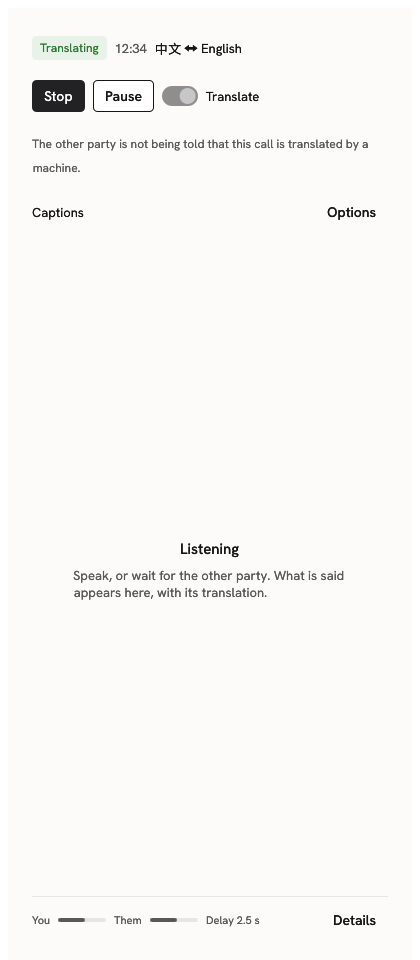 Translating 12:34 中文 ⬌ English
Stop Pause Translate
The other party is not being told that this call is translated by a
machine.
Captions Options
Listening
Speak, or wait for the other party. What is said
appears here, with its translation.
You Them Delay 2.5 s Details